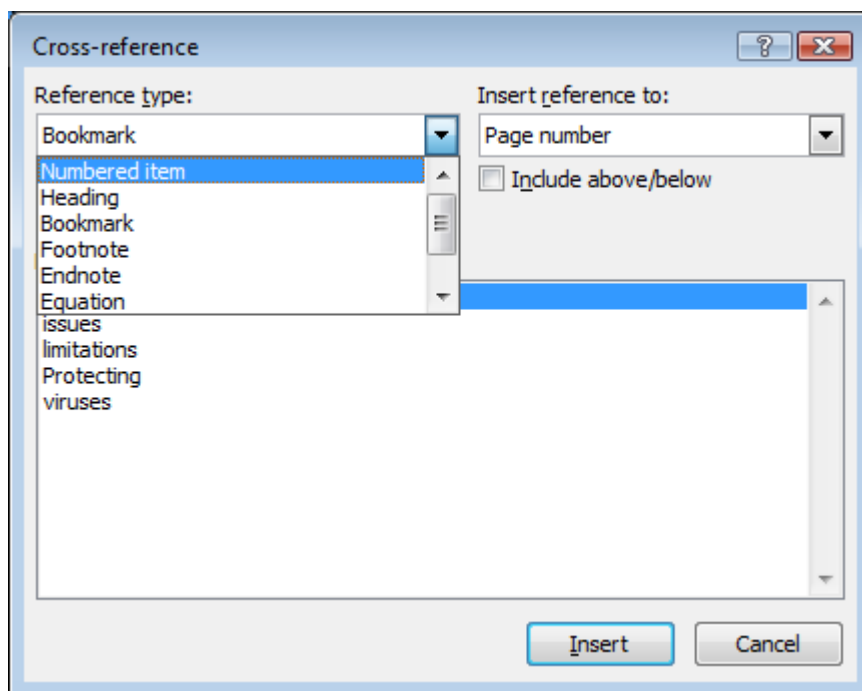 Cross-reference
Reference type:
Insert reference to:
Bookmark
Page number
Numbered item
Heading
Bookmark
Footnote
Endnote
Equation
Include above/below
issues
limitations
Protecting
viruses
Insert
Cancel